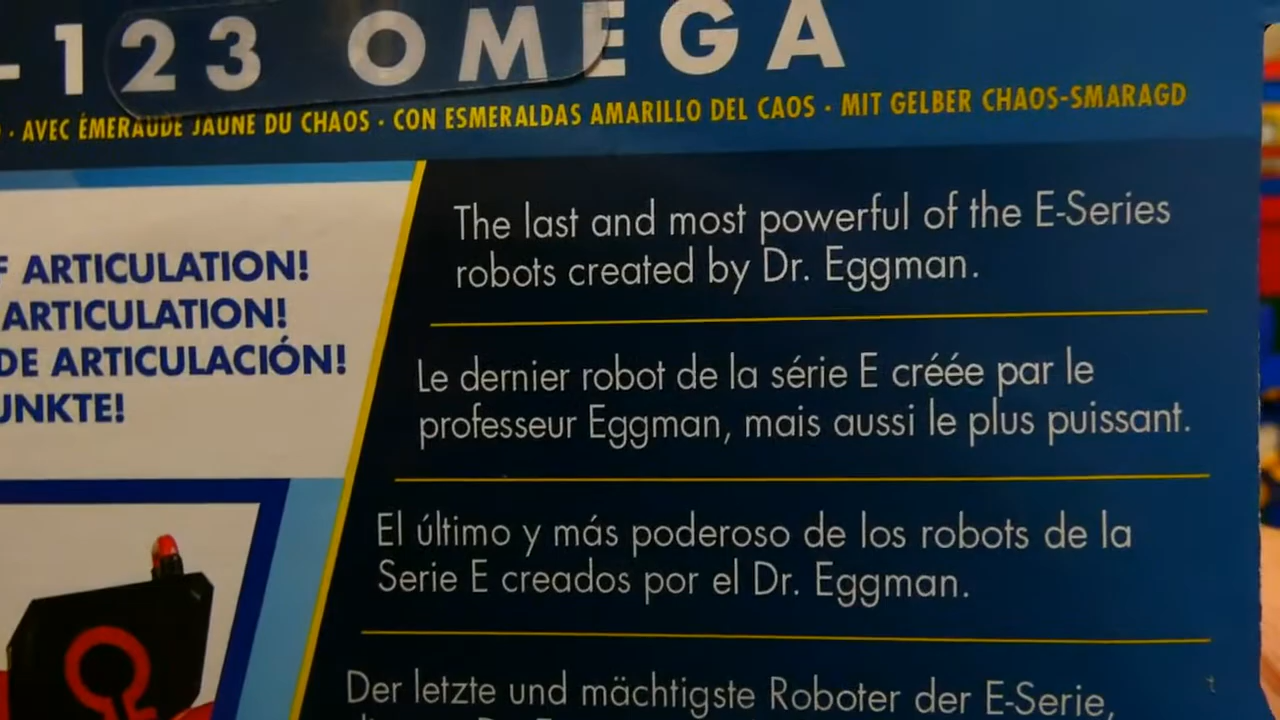 -123 OMEGA
· AVEC ÉMERAUDE JAUNE DU CHAOS · CON ESMERALDAS AMARILLO DEL CAOS · MIT GELBER CHAOS-SMARAGD
F ARTICULATION!
ARTICULATION!
DE ARTICULACIÓN!
UNKTE!
The last and most powerful of the E-Series
robots created by Dr. Eggman.
Le dernier robot de la série E créée par le
professeur Eggman, mais aussi le plus puissant.
El último y más poderoso de los robots de la
Serie E creados por el Dr. Eggman.
Der letzte und mächtigste Roboter der E-Serie,